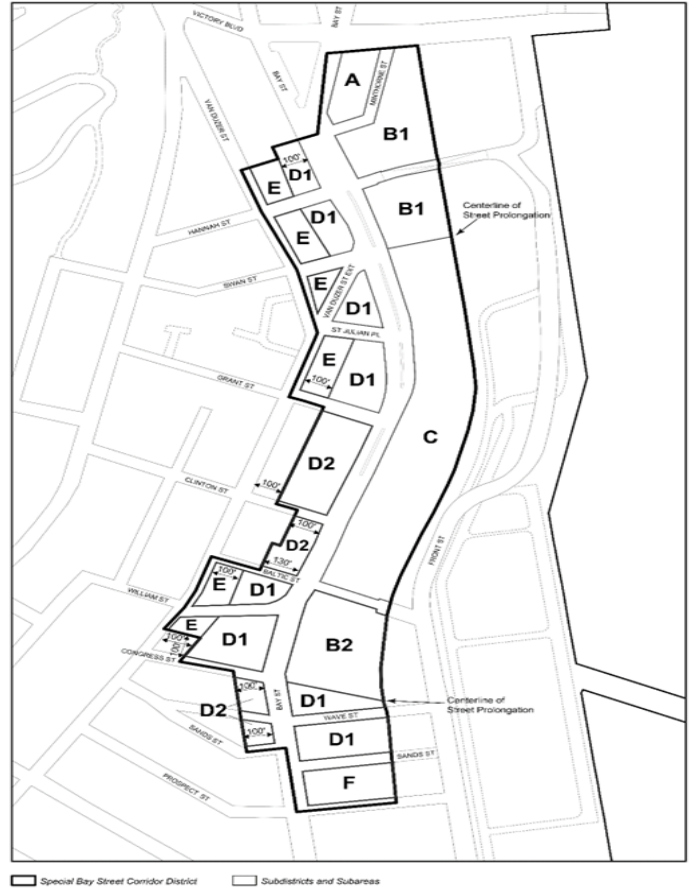 VICTORY BLVD
BAY ST
BAY ST
VAN DUZER ST
A
MINTHORNE ST
B1
100'
D1
E
B1
Centerline of
Street Prolongation
D1
E
HANNAH ST
SWAN ST
E
VAN DUZER ST EXT
D1
ST JULIAN PL
E
100'
D1
GRANT ST
C
D2
CLINTON ST
100'
100'
D2
130'
BALTIC ST
FRONT ST
100'
E
D1
WILLIAM ST
E
100'
100'
D1
B2
CONGRESS ST
100'
BAY ST
D1
Centerline of
Street Prolongation
D2
WAVE ST
SANDS ST
100'
D1
SANDS ST
PROSPECT ST
F
Special Bay Street Corridor District
Subdistricts and Subareas